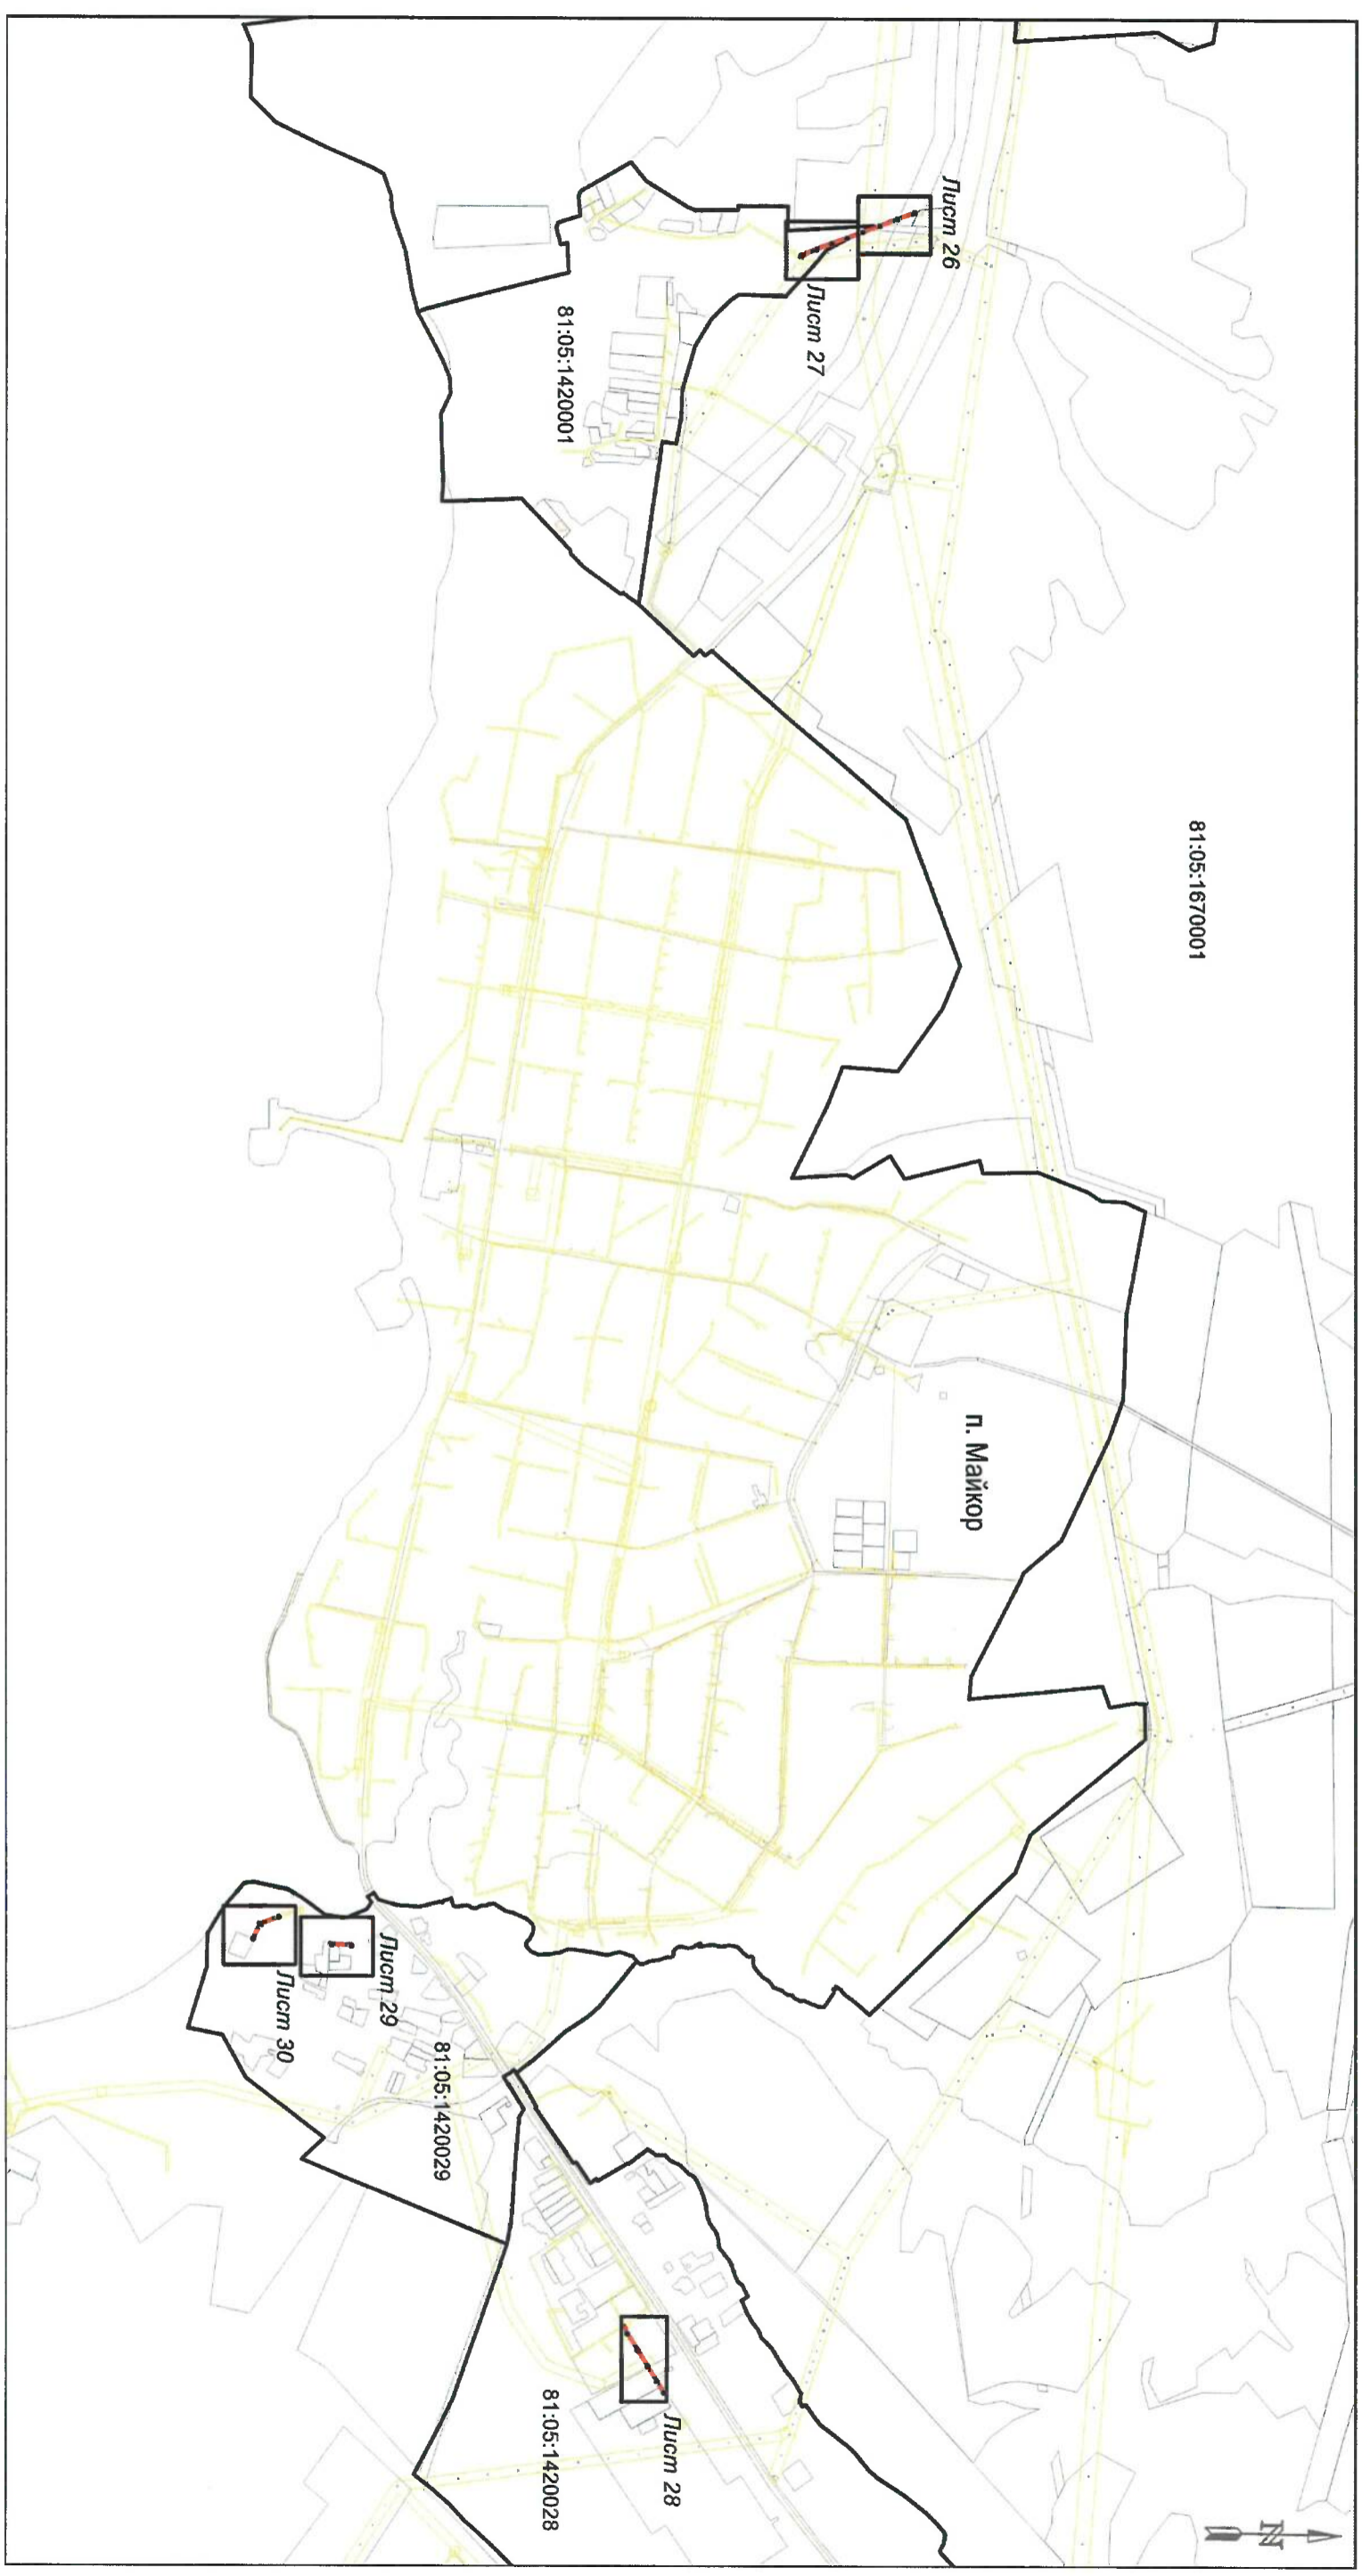 81:05:1670001
Лист 26
Лист 27
81:05:1420001
п. Майкор
Лист 29
Лист 30
81:05:1420029
Лист 28
81:05:1420028
N